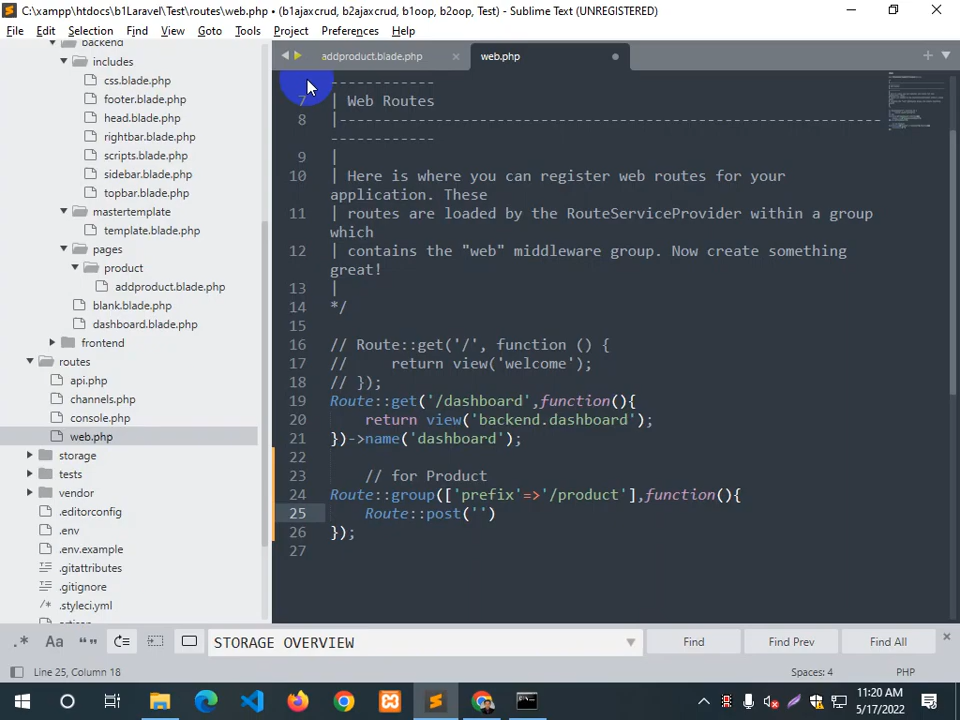 C:\xampp\htdocs\b1Laravel\Test\routes\web.php • (b1ajaxcrud, b2ajaxcrud, b1oop, b2oop, Test) - Sublime Text (UNREGISTERED)
File Edit Selection Find View Goto Tools Project Preferences Help
backend
includes
css.blade.php
footer.blade.php
head.blade.php
rightbar.blade.php
scripts.blade.php
sidebar.blade.php
topbar.blade.php
mastertemplate
template.blade.php
pages
product
addproduct.blade.php
blank.blade.php
dashboard.blade.php
frontend
routes
api.php
channels.php
console.php
web.php
storage
tests
vendor
.editorconfig
.env
.env.example
.gitattributes
.gitignore
.styleci.yml
addproduct.blade.php
web.php
------------
7 | Web Routes
8 |--------------------------------------------------------------
------------
9 |
10 | Here is where you can register web routes for your
application. These
11 | routes are loaded by the RouteServiceProvider within a group
which
12 | contains the "web" middleware group. Now create something
great!
13 |
14 */
15
16 // Route::get('/', function () {
17 //     return view('welcome');
18 // });
19 Route::get('/dashboard',function(){
20     return view('backend.dashboard');
21 })->name('dashboard');
22
23     // for Product
24 Route::group(['prefix'=>'/product'],function(){
25     Route::post('')
26 });
27
.* Aa “” STORAGE OVERVIEW Find Find Prev Find All
Line 25, Column 18 Spaces: 4 PHP
11:20 AM
5/17/2022